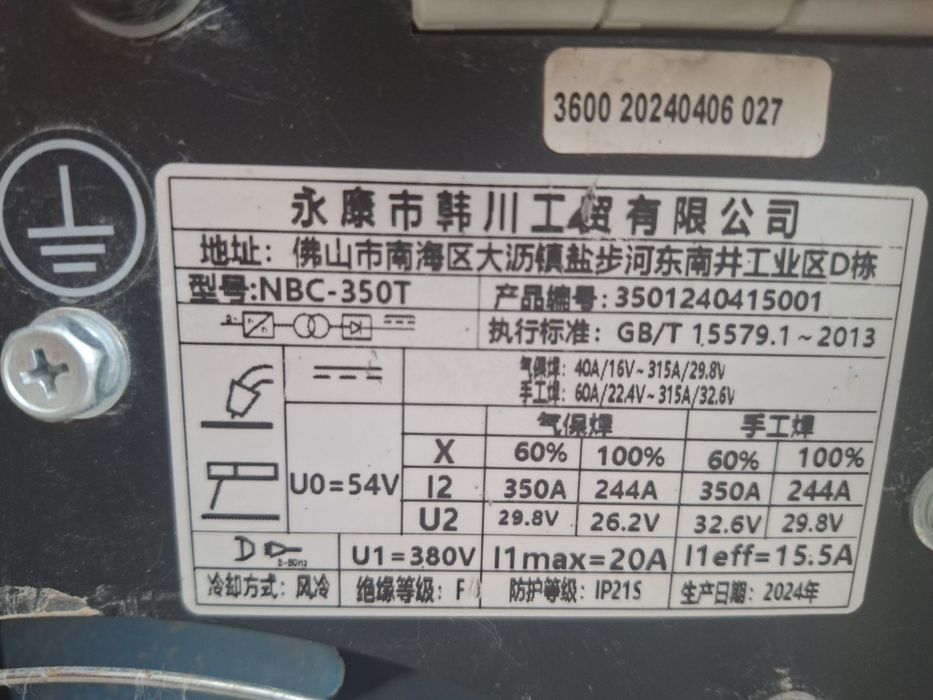 3600 20240406 027
永康市韩川工贸有限公司
地址：佛山市南海区大沥镇盐步河东南井工业区D栋
型号:NBC-350T 产品编号:3501240415001
执行标准：GB/T 15579.1~2013
气保焊：40A/16V~315A/29.8V
手工焊：60A/22.4V~315A/32.6V
气保焊 手工焊
X 60% 100% 60% 100%
U0=54V I2 350A 244A 350A 244A
U2 29.8V 26.2V 32.6V 29.8V
U1=380V I1max=20A I1eff=15.5A
冷却方式：风冷 绝缘等级：F 防护等级：IP21S 生产日期：2024年